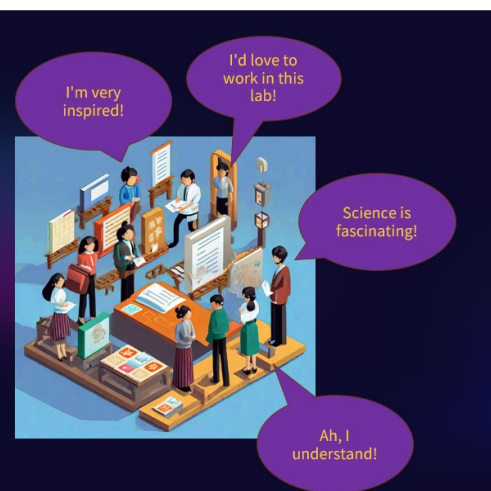 I'm very
inspired!
I'd love to
work in this
lab!
Science is
fascinating!
Ah, I
understand!